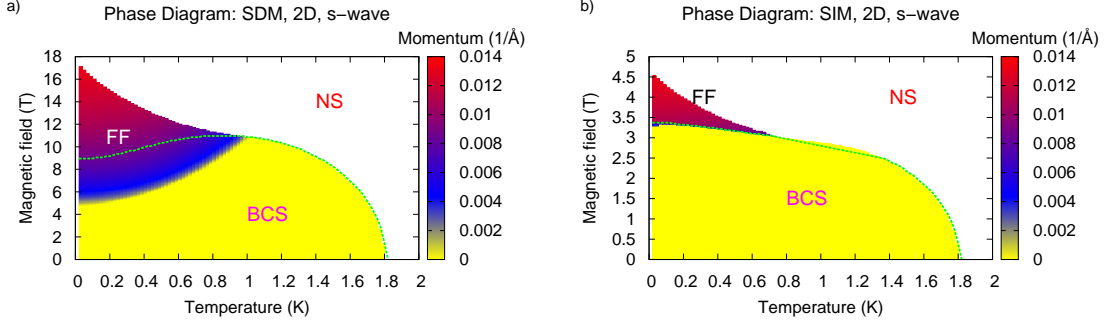 a)
Phase Diagram: SDM, 2D, s−wave
Momentum (1/Å)
Magnetic field (T)
18
16
14
12
10
8
6
4
2
0
NS
FF
BCS
0 0.2 0.4 0.6 0.8 1 1.2 1.4 1.6 1.8 2
Temperature (K)
0.014
0.012
0.01
0.008
0.006
0.004
0.002
0
b)
Phase Diagram: SIM, 2D, s−wave
Momentum (1/Å)
Magnetic field (T)
5
4.5
4
3.5
3
2.5
2
1.5
1
0.5
0
NS
FF
BCS
0 0.2 0.4 0.6 0.8 1 1.2 1.4 1.6 1.8 2
Temperature (K)
0.014
0.012
0.01
0.008
0.006
0.004
0.002
0